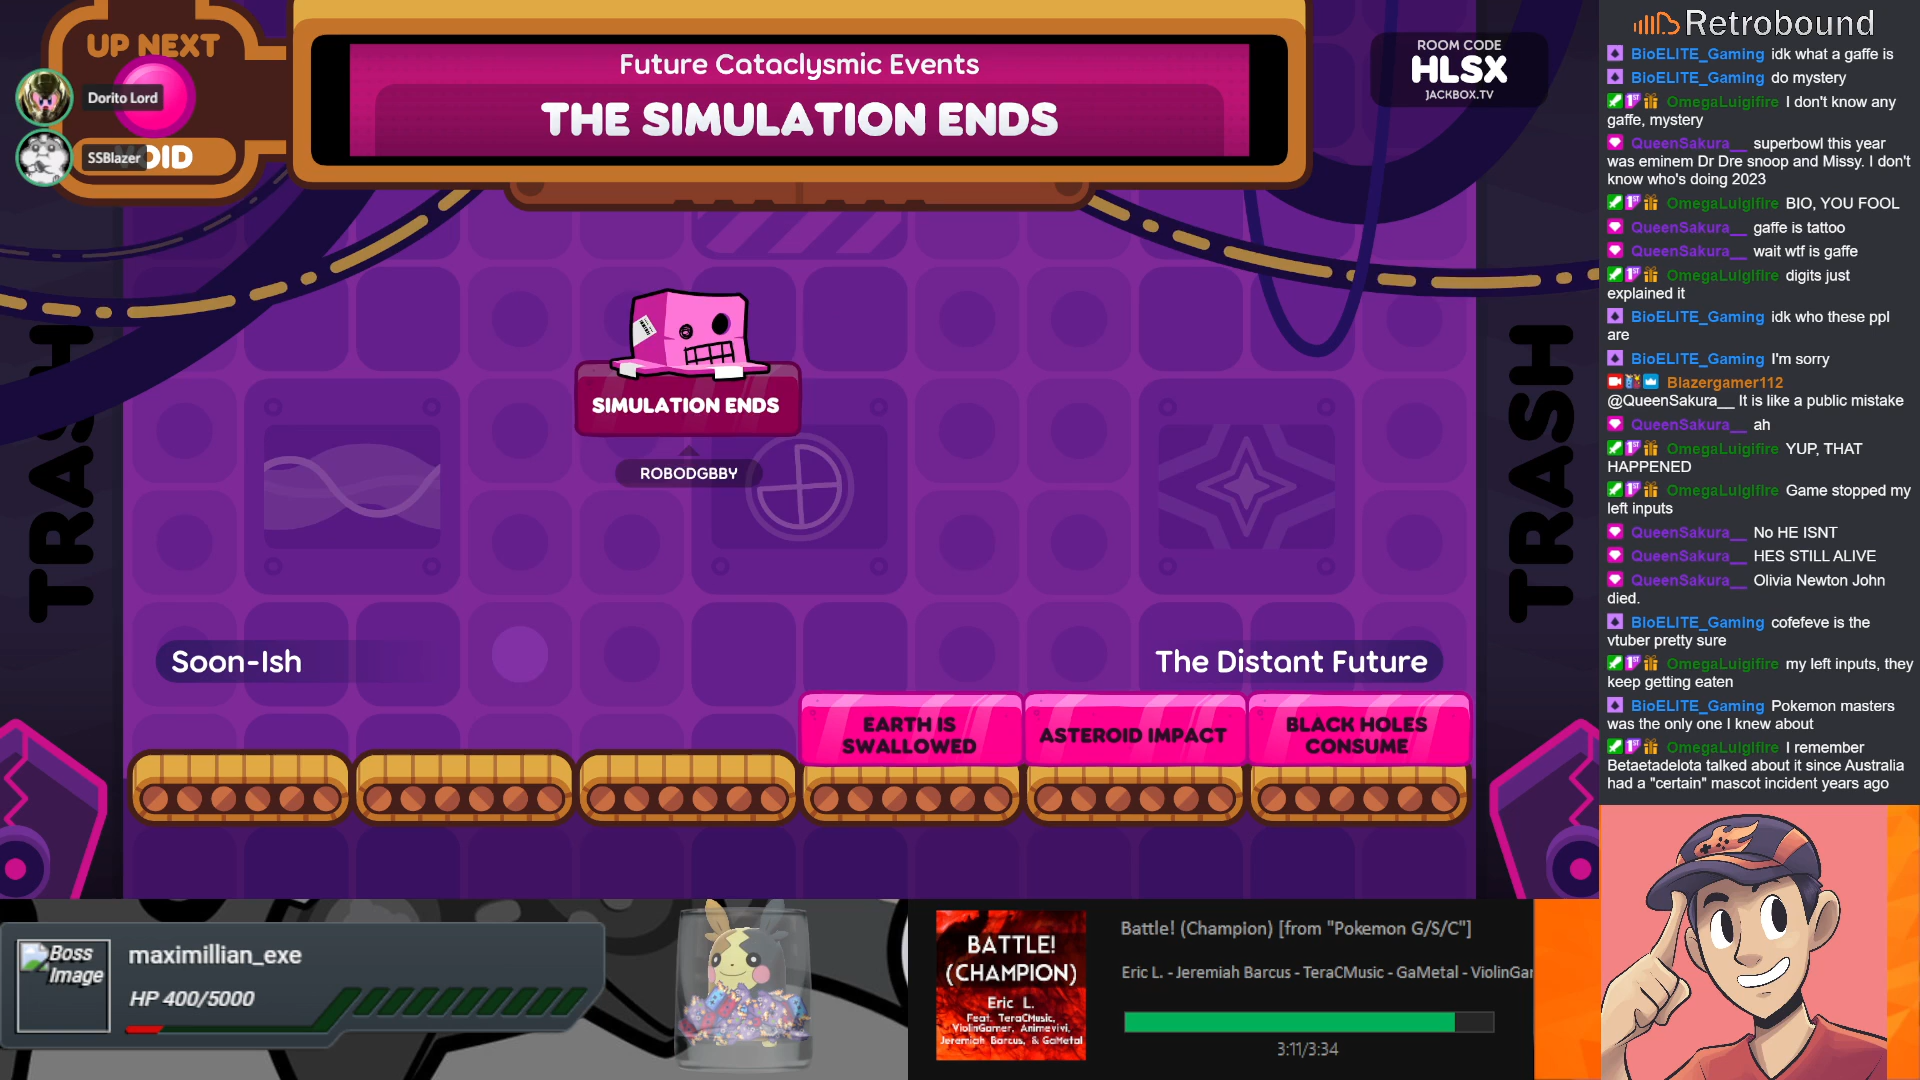 UP NEXT
Dorito Lord
SSBlazer
OID
Future Cataclysmic Events
THE SIMULATION ENDS
ROOM CODE
HLSX
JACKBOX.TV
TRASH
SIMULATION ENDS
ROBODGBBY
TRASH
Soon-Ish
The Distant Future
EARTH IS
SWALLOWED
ASTEROID IMPACT
BLACK HOLES
CONSUME
Retrobound
BioELITE_Gaming idk what a gaffe is
BioELITE_Gaming do mystery
OmegaLuigifire I don't know any
gaffe, mystery
QueenSakura__ superbowl this year
was eminem Dr Dre snoop and Missy. I don't
know who's doing 2023
OmegaLuigifire BIO, YOU FOOL
QueenSakura__ gaffe is tattoo
QueenSakura__ wait wtf is gaffe
OmegaLuigifire digits just
explained it
BioELITE_Gaming idk who these ppl
are
BioELITE_Gaming I'm sorry
Blazergamer112
@QueenSakura__ It is like a public mistake
QueenSakura__ ah
OmegaLuigifire YUP, THAT
HAPPENED
OmegaLuigifire Game stopped my
left inputs
QueenSakura__ No HE ISNT
QueenSakura__ HES STILL ALIVE
QueenSakura__ Olivia Newton John
died.
BioELITE_Gaming cofefeve is the
vtuber pretty sure
OmegaLuigifire my left inputs, they
keep getting eaten
BioELITE_Gaming Pokemon masters
was the only one I knew about
OmegaLuigifire I remember
Betaetadelota talked about it since Australia
had a "certain" mascot incident years ago
Boss
Image
maximillian_exe
HP 400/5000
BATTLE!
(CHAMPION)
Eric L.
Feat. TeraCMusic,
ViolinGamer, Animevivi,
Jeremiah Barcus, & GaMetal
Battle! (Champion) [from "Pokemon G/S/C"]
Eric L. - Jeremiah Barcus - TeraCMusic - GaMetal - ViolinGar
3:11/3:34